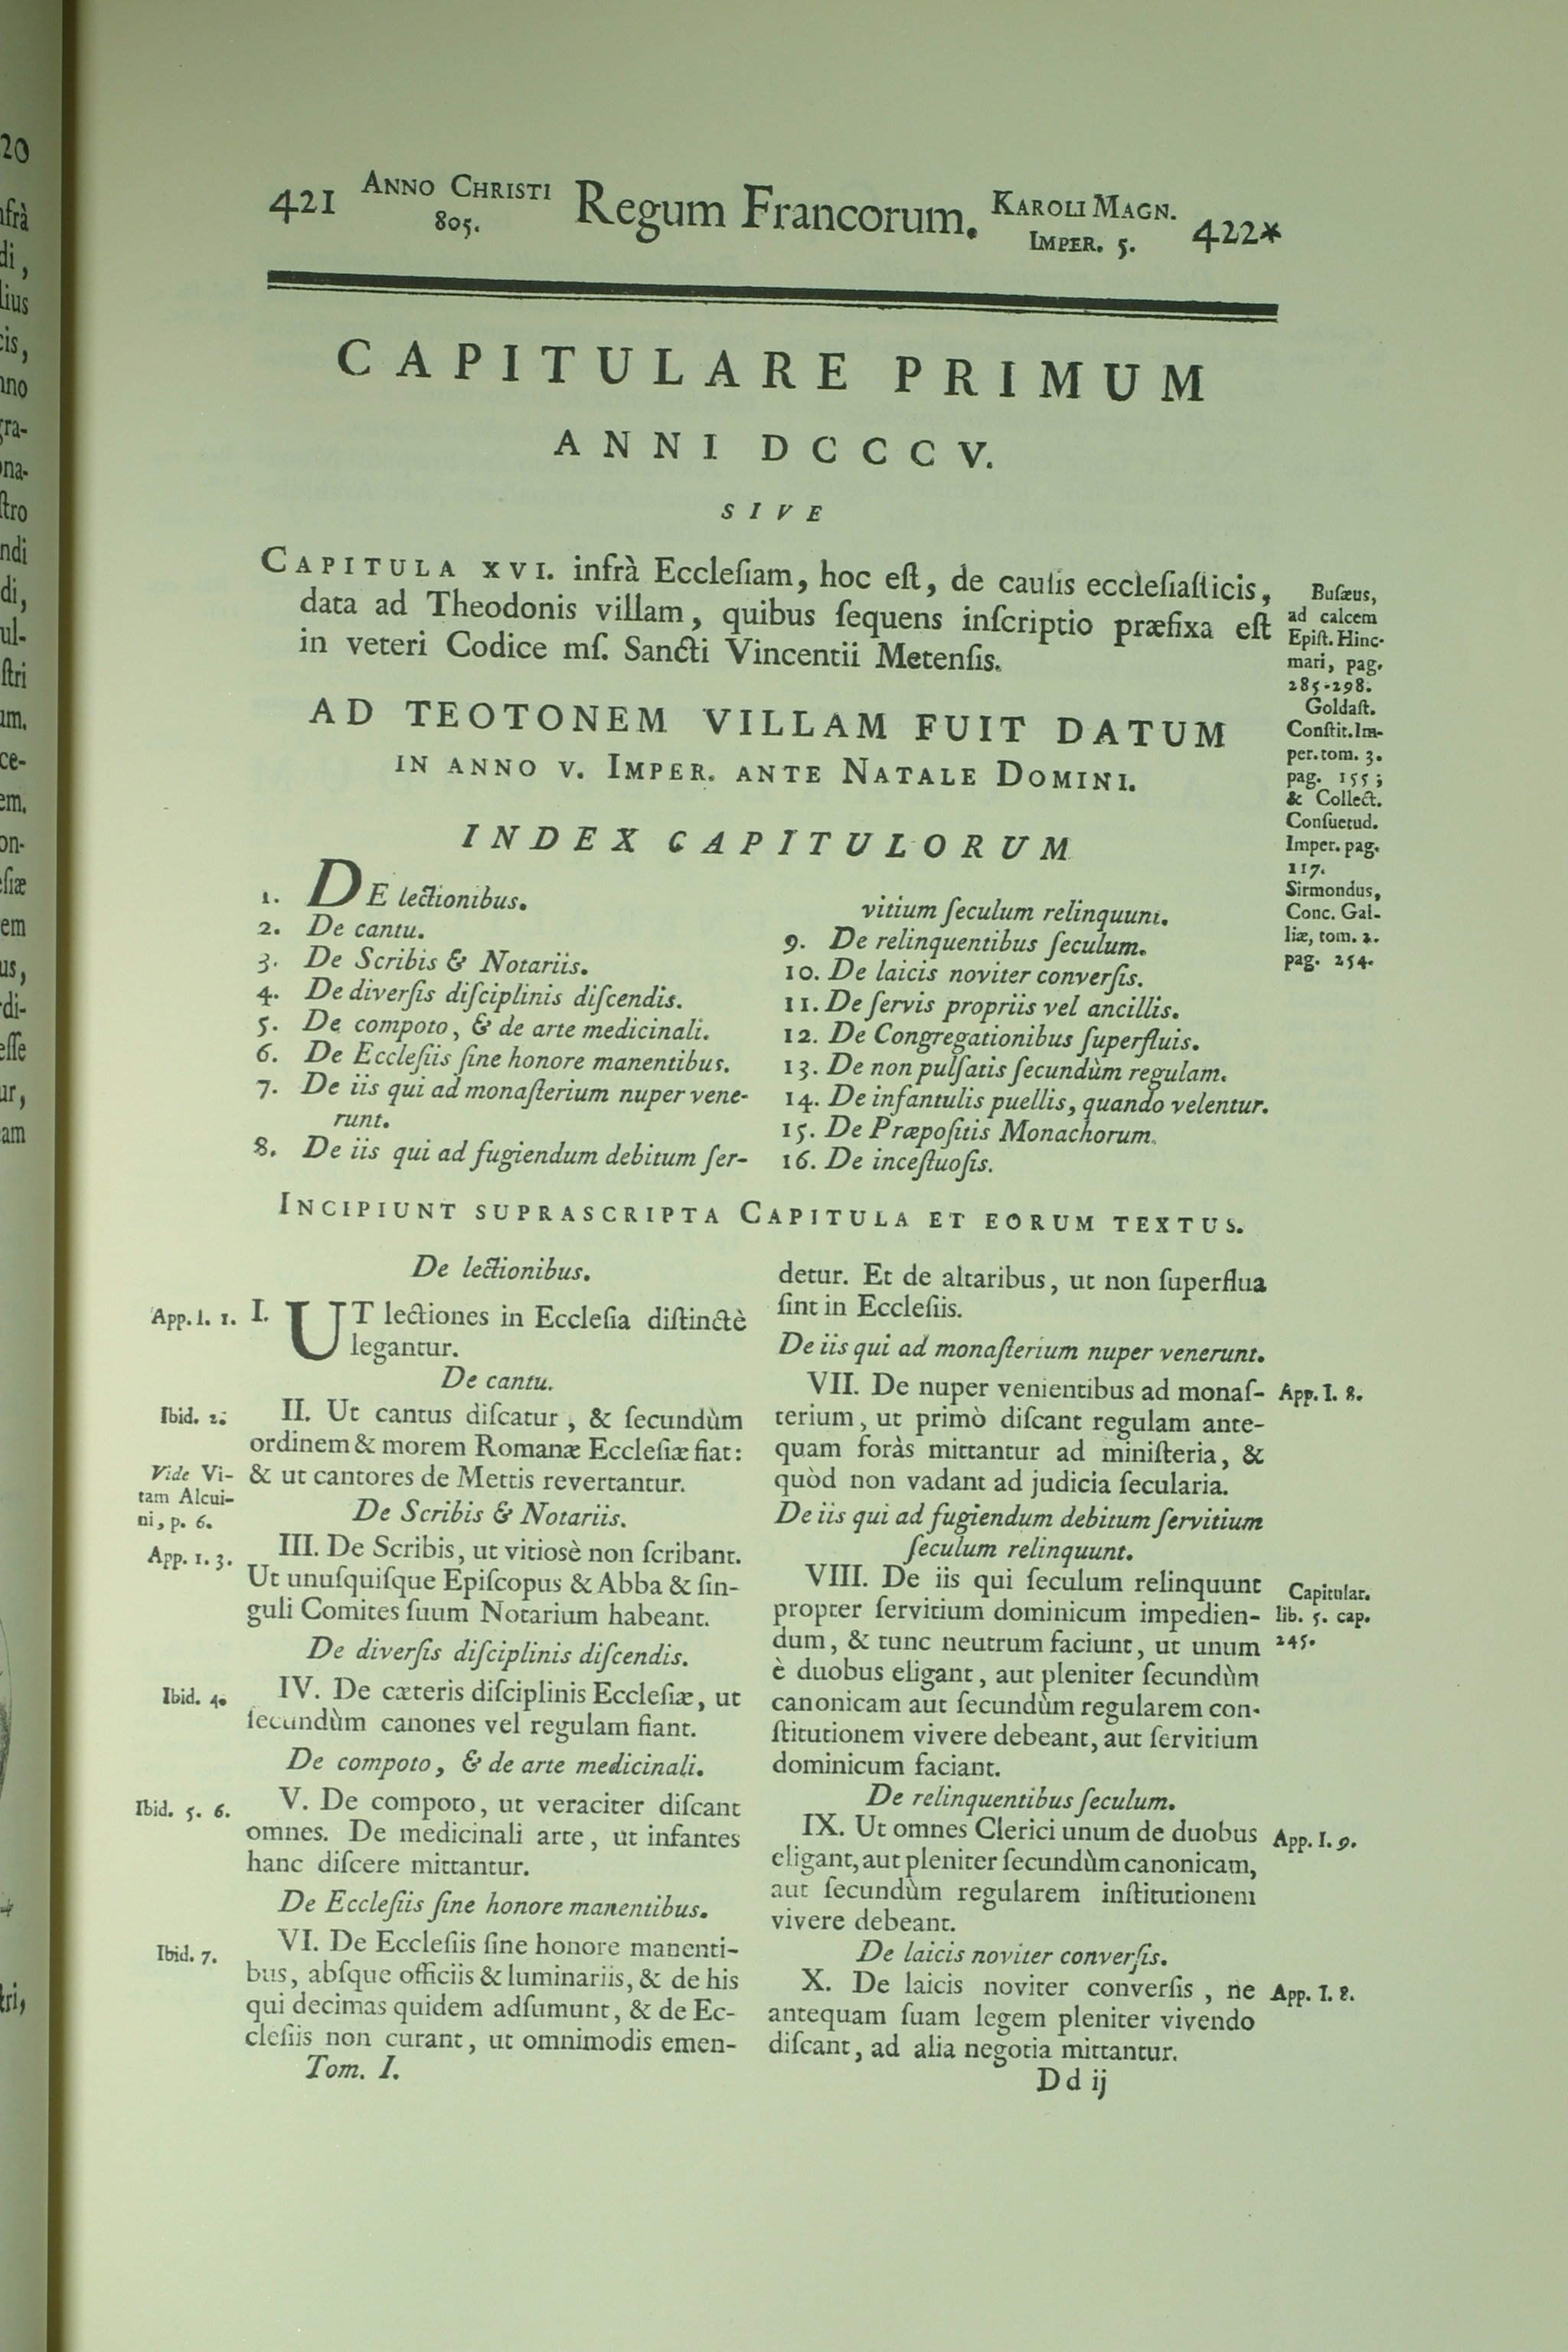 421 ANNO CHRISTI 805. Regum Francorum. KAROLI MAGN. IMPER. 5. 422*
CAPITULARE PRIMUM
ANNI DCCCV.
SIVE
CAPITULA XVI. infrà Eccleſiam, hoc eſt, de cauſis eccleſiaſticis,
data ad Theodonis villam, quibus ſequens inſcriptio præfixa eſt
in veteri Codice mſ. Sancti Vincentii Metenſis.
Buſæus,
ad calcem
Epiſt. Hinc-
mari, pag.
285-298.
Goldaſt.
Conſtit. Im-
per. tom. 3.
pag. 155;
& Collect.
Conſuetud.
Imper. pag.
117.
Sirmondus,
Conc. Gal-
liæ, tom. 2.
pag. 254.
AD TEOTONEM VILLAM FUIT DATUM
IN ANNO V. IMPER. ANTE NATALE DOMINI.
INDEX CAPITULORUM
1. DE lectionibus.
2. De cantu.
3. De Scribis & Notariis.
4. De diverſis diſciplinis diſcendis.
5. De compoto, & de arte medicinali.
6. De Eccleſiis ſine honore manentibus.
7. De iis qui ad monaſterium nuper vene-
runt.
8. De iis qui ad fugiendum debitum ſer-
vitium ſeculum relinquunt.
9. De relinquentibus ſeculum.
10. De laicis noviter converſis.
11. De ſervis propriis vel ancillis.
12. De Congregationibus ſuperfluis.
13. De non pulſatis ſecundùm regulam.
14. De infantulis puellis, quando velentur.
15. De Præpoſitis Monachorum.
16. De inceſtuoſis.
INCIPIUNT SUPRASCRIPTA CAPITULA ET EORUM TEXTUS.
De lectionibus.
App. 1. 1. I. UT lectiones in Eccleſia diſtinctè
legantur.
De cantu.
Ibid. 2. II. Ut cantus diſcatur, & ſecundùm
ordinem & morem Romanæ Eccleſiæ fiat:
& ut cantores de Mettis revertantur.
Vide Vi-
tam Alcui-
ni, p. 6.
De Scribis & Notariis.
App. 1. 3. III. De Scribis, ut vitiosè non ſcribant.
Ut unuſquiſque Epiſcopus & Abba & ſin-
guli Comites ſuum Notarium habeant.
De diverſis diſciplinis diſcendis.
Ibid. 4. IV. De cæteris diſciplinis Eccleſiæ, ut
ſecundùm canones vel regulam fiant.
De compoto, & de arte medicinali.
Ibid. 5. 6. V. De compoto, ut veraciter diſcant
omnes. De medicinali arte, ut infantes
hanc diſcere mittantur.
De Eccleſiis ſine honore manentibus.
Ibid. 7. VI. De Eccleſiis ſine honore manenti-
bus, abſque officiis & luminariis, & de his
qui decimas quidem adſumunt, & de Ec-
cleſiis non curant, ut omnimodis emen-
Tom. I.
detur. Et de altaribus, ut non ſuperflua
ſint in Eccleſiis.
De iis qui ad monaſterium nuper venerunt.
VII. De nuper venientibus ad monaſ- App. I. 8.
terium, ut primò diſcant regulam ante-
quam foràs mittantur ad miniſteria, &
quòd non vadant ad judicia ſecularia.
De iis qui ad fugiendum debitum ſervitium
ſeculum relinquunt.
VIII. De iis qui ſeculum relinquunt
propter ſervitium dominicum impedien-
dum, & tunc neutrum faciunt, ut unum
è duobus eligant, aut pleniter ſecundùm
canonicam aut ſecundùm regularem con-
ſtitutionem vivere debeant, aut ſervitium
dominicum faciant.
Capitular.
lib. 5. cap.
245.
De relinquentibus ſeculum.
IX. Ut omnes Clerici unum de duobus App. I. 9.
eligant, aut pleniter ſecundùm canonicam,
aut ſecundùm regularem inſtitutionem
vivere debeant.
De laicis noviter converſis.
X. De laicis noviter converſis, ne App. I. 8.
antequam ſuam legem pleniter vivendo
diſcant, ad alia negotia mittantur.
D d ij